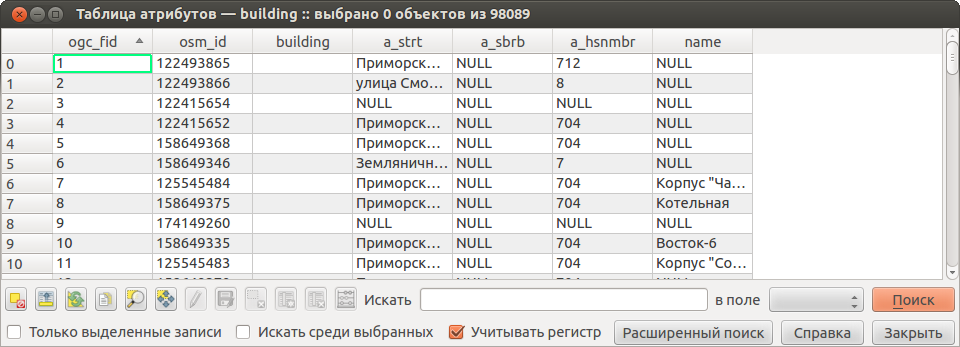 Таблица атрибутов — building :: выбрано 0 объектов из 98089
ogc_fid osm_id building a_strt a_sbrb a_hsnmbr name
0 1 122493865 Приморск... NULL 712 NULL
1 2 122493866 улица Смо... NULL 8 NULL
2 3 122415654 NULL NULL NULL NULL
3 4 122415652 Приморск... NULL 704 NULL
4 5 158649368 Приморск... NULL 704 NULL
5 6 158649346 Землянично... NULL 7 NULL
6 7 125545484 Приморск... NULL 704 Корпус "Ча...
7 8 158649375 Приморск... NULL 704 Котельная
8 9 174149260 NULL NULL NULL NULL
9 10 158649335 Приморск... NULL 704 Восток-6
10 11 125545483 Приморск... NULL 704 Корпус "Со...
Искать в поле Поиск
Только выделенные записи Искать среди выбранных Учитывать регистр Расширенный поиск Справка Закрыть